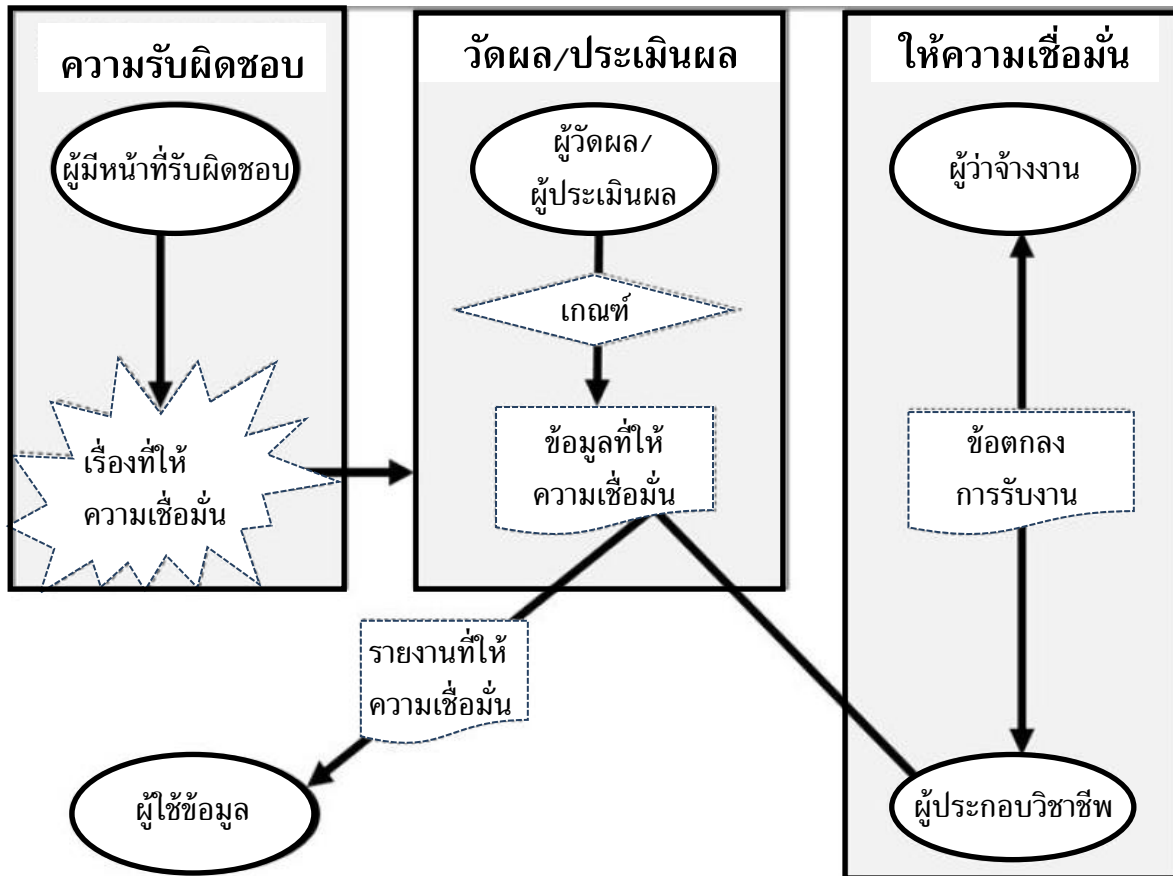 ความรับผิดชอบ
ผู้มีหน้าที่รับผิดชอบ
เรื่องที่ให้
ความเชื่อมั่น
วัดผล/ประเมินผล
ผู้วัดผล/
ผู้ประเมินผล
เกณฑ์
ข้อมูลที่ให้
ความเชื่อมั่น
ให้ความเชื่อมั่น
ผู้ว่าจ้างงาน
ข้อตกลง
การรับงาน
รายงานที่ให้
ความเชื่อมั่น
ผู้ใช้ข้อมูล
ผู้ประกอบวิชาชีพ